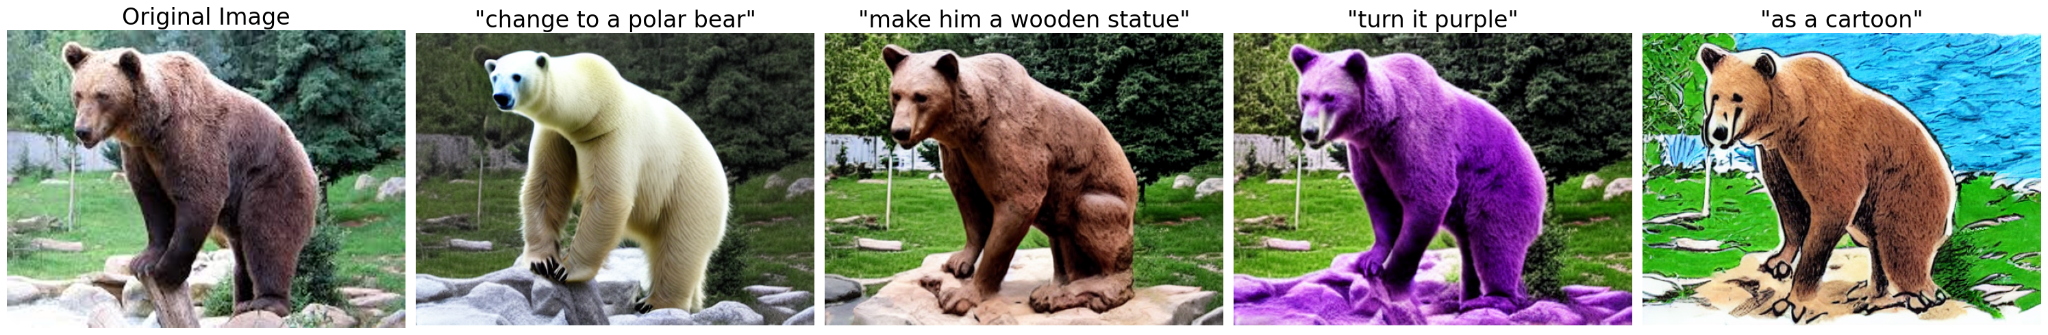 Original Image
"change to a polar bear"
"make him a wooden statue"
"turn it purple"
"as a cartoon"